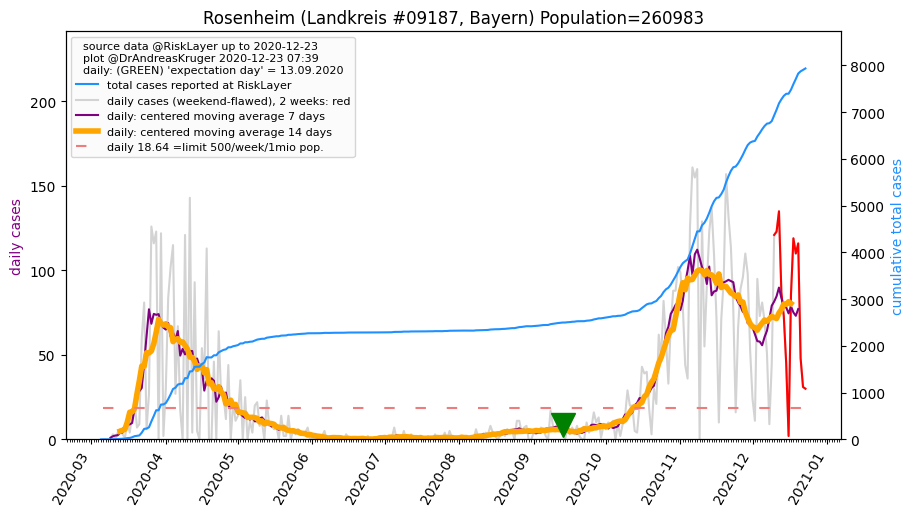 Rosenheim (Landkreis #09187, Bayern) Population=260983
source data @RiskLayer up to 2020-12-23
plot @DrAndreasKruger 2020-12-23 07:39
daily: (GREEN) 'expectation day' = 13.09.2020
total cases reported at RiskLayer
daily cases (weekend-flawed), 2 weeks: red
daily: centered moving average 7 days
daily: centered moving average 14 days
daily 18.64 =limit 500/week/1mio pop.
daily cases
200
150
100
50
0
cumulative total cases
8000
7000
6000
5000
4000
3000
2000
1000
0
2020-03
2020-04
2020-05
2020-06
2020-07
2020-08
2020-09
2020-10
2020-11
2020-12
2021-01